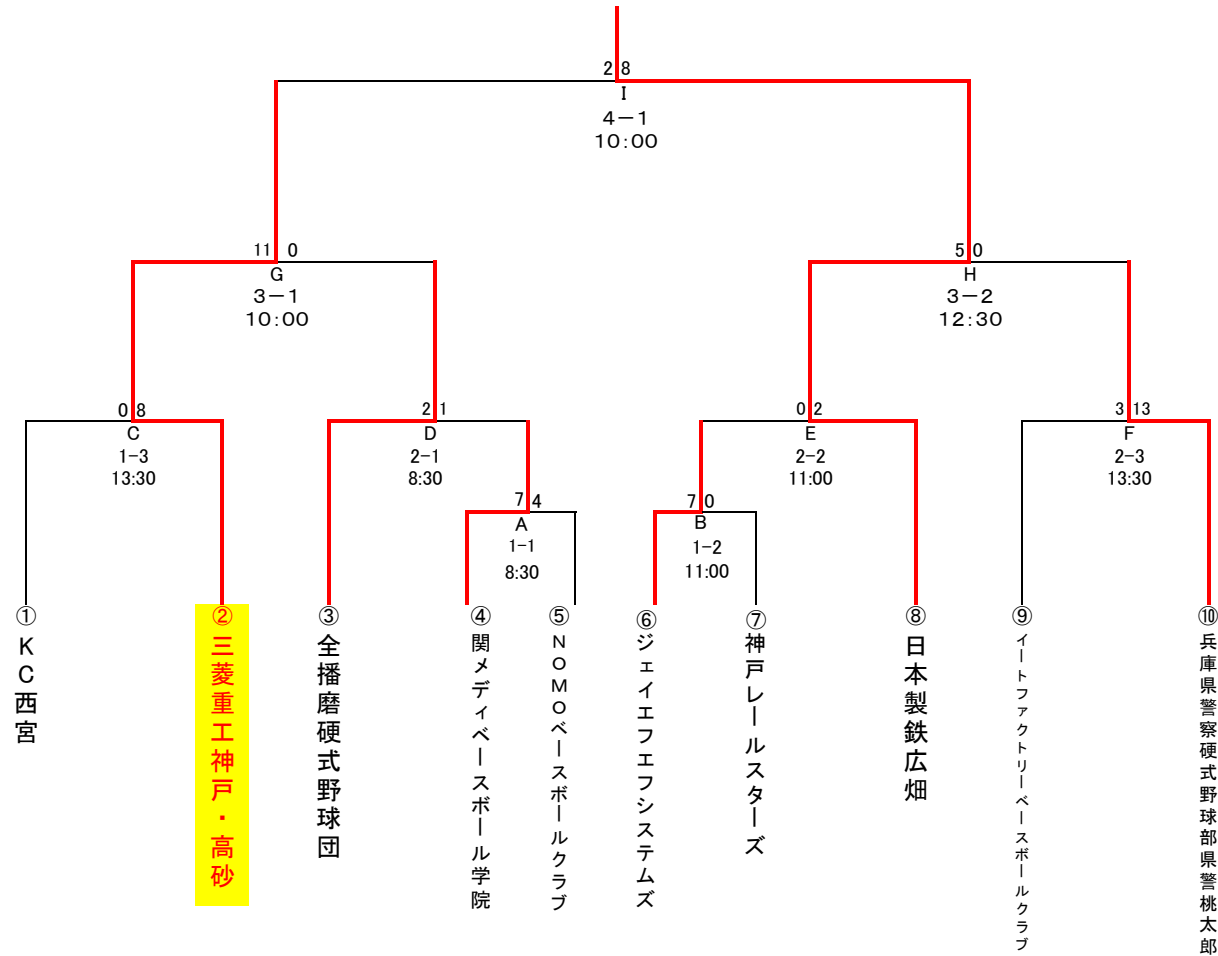 2 8
I
4－1
10:00
11 0
G
3－1
10:00
5 0
H
3－2
12:30
0 8
C
1-3
13:30
2 1
D
2-1
8:30
0 2
E
2-2
11:00
3 13
F
2-3
13:30
7 4
A
1-1
8:30
7 0
B
1-2
11:00
①KC西宮
②三菱重工神戸・高砂
③全播磨硬式野球団
④関メディベースボール学院
⑤NOMOベースボールクラブ
⑥ジェイエフエフシステムズ
⑦神戸レールスターズ
⑧日本製鉄広畑
⑨イートファクトリーベースボールクラブ
⑩兵庫県警察硬式野球部県警桃太郎